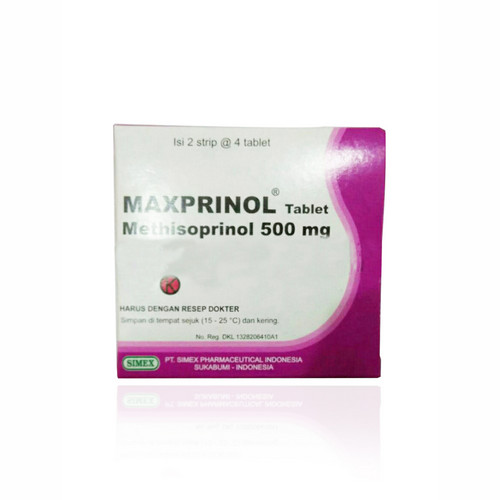 Isi 2 strip @ 4 tablet
MAXPRINOL® Tablet
Methisoprinol 500 mg
K
HARUS DENGAN RESEP DOKTER
Simpan di tempat sejuk (15 - 25 °C) dan kering.
No. Reg. DKL 1328206410A1
SIMEX
PT. SIMEX PHARMACEUTICAL INDONESIA
SUKABUMI - INDONESIA